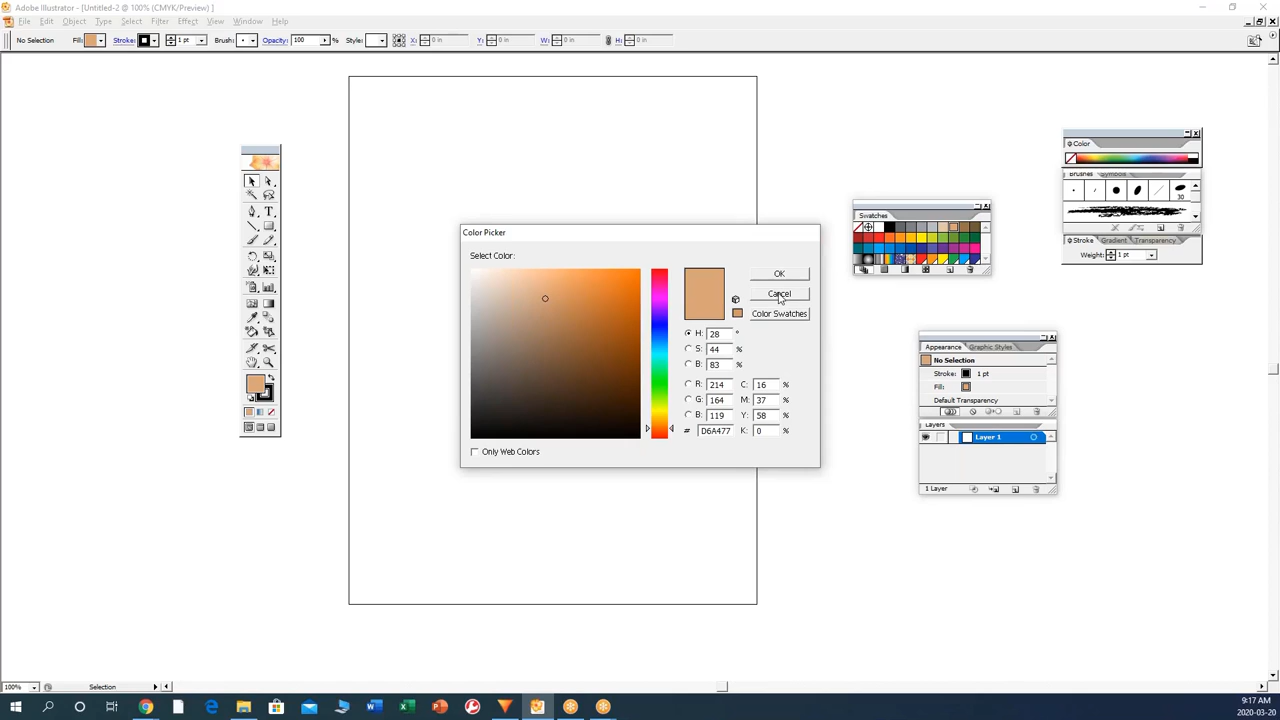 Adobe Illustrator - [Untitled-2 @ 100% (CMYK/Preview) ]
File Edit Object Type Select Filter Effect View Window Help
No Selection Fill: Stroke: 1 pt Brush: Opacity: 100 % Style: X: 0 in Y: 0 in W: 0 in H: 0 in
Color
Brushes Symbols
30
Swatches
Color Picker
Stroke Gradient Transparency
Weight: 1 pt
Select Color:
OK
Cancel
Color Swatches
H: 28 °
S: 44 %
B: 83 %
R: 214 C: 16 %
G: 164 M: 37 %
B: 119 Y: 58 %
# D6A477 K: 0 %
Only Web Colors
Appearance Graphic Styles
No Selection
Stroke: 1 pt
Fill:
Default Transparency
Layers
Layer 1
1 Layer
100% Selection
9:17 AM
2020-03-20